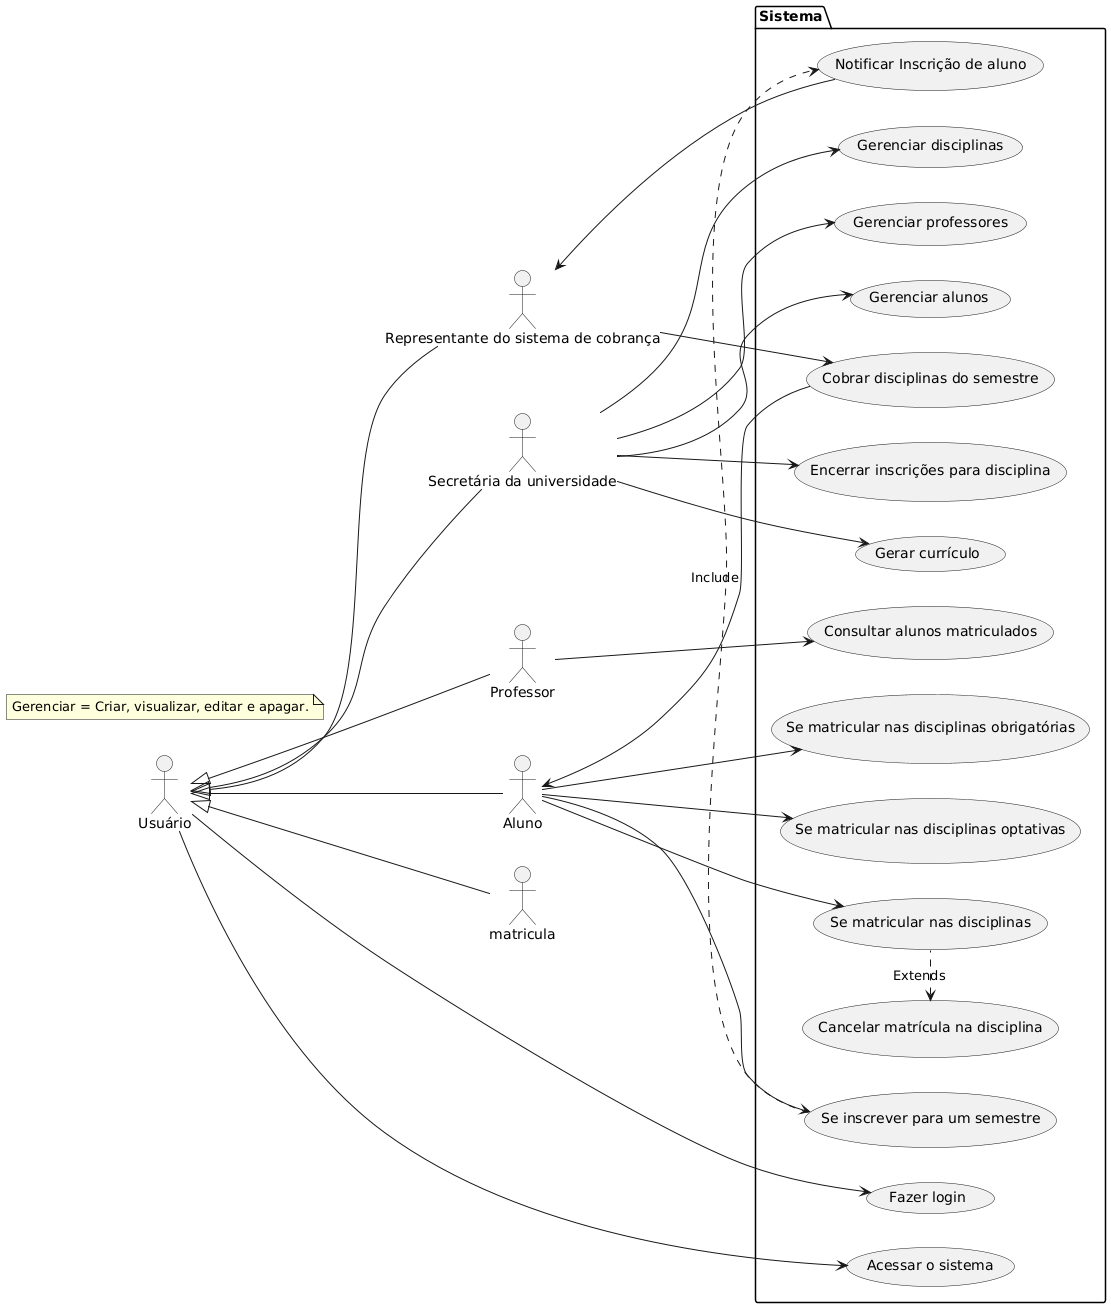 Sistema
Notificar Inscrição de aluno
Gerenciar disciplinas
Gerenciar professores
Gerenciar alunos
Representante do sistema de cobrança
Cobrar disciplinas do semestre
Encerrar inscrições para disciplina
Secretária da universidade
Gerar currículo
Include
Consultar alunos matriculados
Professor
Gerenciar = Criar, visualizar, editar e apagar.
Se matricular nas disciplinas obrigatórias
Usuário
Aluno
Se matricular nas disciplinas optativas
Se matricular nas disciplinas
matricula
Extends
Cancelar matrícula na disciplina
Se inscrever para um semestre
Fazer login
Acessar o sistema